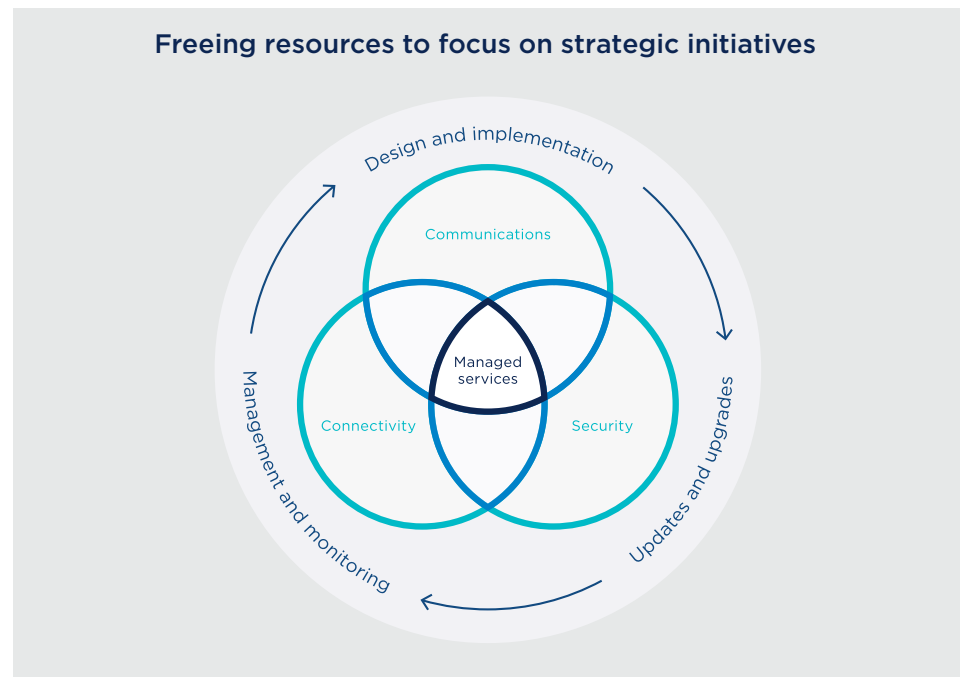 Freeing resources to focus on strategic initiatives
Design and implementation
Communications
Managed
services
Connectivity
Security
Updates and upgrades
Management and monitoring